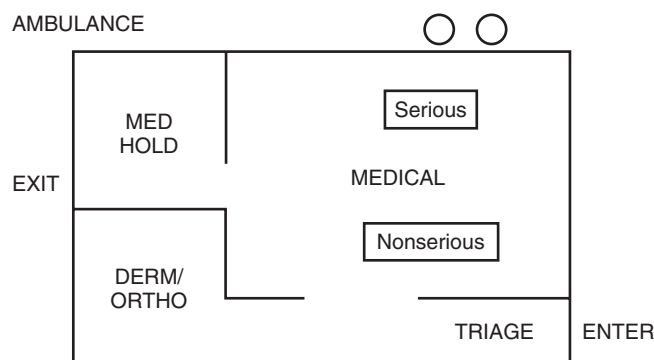 AMBULANCE
Serious
MED
HOLD
MEDICAL
EXIT
Nonserious
DERM/
ORTHO
TRIAGE
ENTER